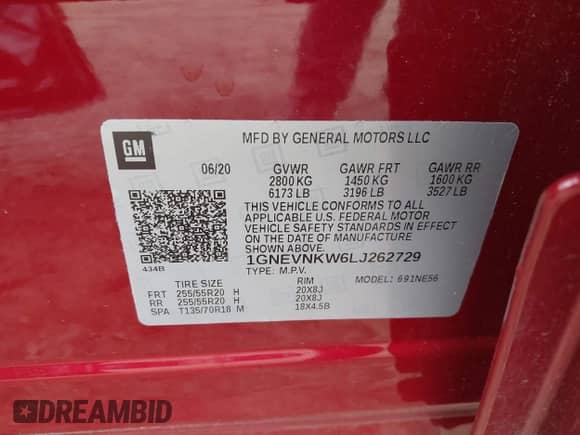 GM
MFD BY GENERAL MOTORS LLC
06/20 GVWR GAWR FRT GAWR RR
2800 KG 1450 KG 1600 KG
6173 LB 3196 LB 3527 LB
THIS VEHICLE CONFORMS TO ALL
APPLICABLE U.S. FEDERAL MOTOR
VEHICLE SAFETY STANDARDS IN EFFECT
ON THE DATE OF MANUFACTURE
SHOWN ABOVE.
434B
1GNEVNKW6LJ262729
TYPE: M.P.V. MODEL: 691NE56
TIRE SIZE RIM
FRT 255/55R20 H 20X8J
RR 255/55R20 H 20X8J
SPA T135/70R18 M 18X4.5B
DREAMBID